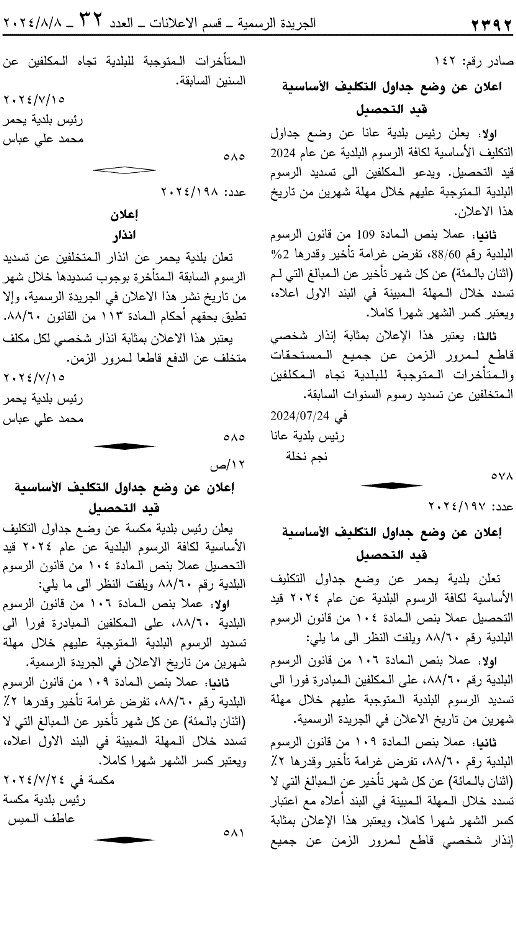 ٢٣٩٢
الجريدة الرسمية ــ قسم الاعلانات ــ العدد ٣٢ ــ ٢٠٢٤/٨/٨
صادر رقم: ١٤٢
اعلان عن وضع جداول التكليف الأساسية
قيد التحصيل
اولا: يعلن رئيس بلدية عانا عن وضع جداول
التكليف الأساسية لكافة الرسوم البلدية عن عام 2024
قيد التحصيل. ويدعو المكلفين الى تسديد الرسوم
البلدية المتوجبة عليهم خلال مهلة شهرين من تاريخ
هذا الاعلان.
ثانيا: عملا بنص المادة 109 من قانون الرسوم
البلدية رقم 88/60، تفرض غرامة تأخير وقدرها 2%
(اثنان بالمئة) عن كل شهر تأخير عن المبالغ التي لم
تسدد خلال المهلة المبينة في البند الاول اعلاه،
ويعتبر كسر الشهر شهرا كاملا.
ثالثا: يعتبر هذا الإعلان بمثابة إنذار شخصي
قاطع لمرور الزمن عن جميع المستحقات
والمتأخرات المتوجبة للبلدية تجاه المكلفين
المتخلفين عن تسديد رسوم السنوات السابقة.
في 2024/07/24
رئيس بلدية عانا
نجم نخلة
٥٧٨
عدد: ٢٠٢٤/١٩٧
إعلان عن وضع جداول التكليف الأساسية
قيد التحصيل
تعلن بلدية يحمر عن وضع جداول التكليف
الأساسية لكافة الرسوم البلدية عن عام ٢٠٢٤ قيد
التحصيل عملا بنص المادة ١٠٤ من قانون الرسوم
البلدية رقم ٨٨/٦٠ ويلفت النظر الى ما يلي:
اولا: عملا بنص المادة ١٠٦ من قانون الرسوم
البلدية رقم ٨٨/٦٠، على المكلفين المبادرة فورا الى
تسديد الرسوم البلدية المتوجبة عليهم خلال مهلة
شهرين من تاريخ الاعلان في الجريدة الرسمية.
ثانيا: عملا بنص المادة ١٠٩ من قانون الرسوم
البلدية رقم ٨٨/٦٠، تفرض غرامة تأخير وقدرها ٢٪
(اثنان بالمائة) عن كل شهر تأخير عن المبالغ التي لا
تسدد خلال المهلة المبينة في البند أعلاه مع اعتبار
كسر الشهر شهرا كاملا، ويعتبر هذا الإعلان بمثابة
إنذار شخصي قاطع لمرور الزمن عن جميع
المتأخرات المتوجبة للبلدية تجاه المكلفين عن
السنين السابقة.
٢٠٢٤/٧/١٥
رئيس بلدية يحمر
محمد علي عباس
٥٨٥
عدد: ٢٠٢٤/١٩٨
إعلان
انذار
تعلن بلدية يحمر عن انذار المتخلفين عن تسديد
الرسوم السابقة المتأخرة بوجوب تسديدها خلال شهر
من تاريخ نشر هذا الاعلان في الجريدة الرسمية، وإلا
تطبق بحقهم أحكام المادة ١١٣ من القانون ٨٨/٦٠.
يعتبر هذا الاعلان بمثابة انذار شخصي لكل مكلف
متخلف عن الدفع قاطعا لمرور الزمن.
٢٠٢٤/٧/١٥
رئيس بلدية يحمر
محمد علي عباس
٥٨٥
١٢/ص
إعلان عن وضع جداول التكليف الأساسية
قيد التحصيل
يعلن رئيس بلدية مكسة عن وضع جداول التكليف
الأساسية لكافة الرسوم البلدية عن عام ٢٠٢٤ قيد
التحصيل عملا بنص المادة ١٠٤ من قانون الرسوم
البلدية رقم ٨٨/٦٠ ويلفت النظر الى ما يلي:
اولا: عملا بنص المادة ١٠٦ من قانون الرسوم
البلدية ٨٨/٦٠، على المكلفين المبادرة فورا الى
تسديد الرسوم البلدية المتوجبة عليهم خلال مهلة
شهرين من تاريخ الاعلان في الجريدة الرسمية.
ثانيا: عملا بنص المادة ١٠٩ من قانون الرسوم
البلدية رقم ٨٨/٦٠، تفرض غرامة تأخير وقدرها ٢٪
(اثنان بالمئة) عن كل شهر تأخير عن المبالغ التي لا
تسدد خلال المهلة المبينة في البند الاول اعلاه،
ويعتبر كسر الشهر شهرا كاملا.
مكسة في ٢٠٢٤/٧/٢٤
رئيس بلدية مكسة
عاطف الميس
٥٨١